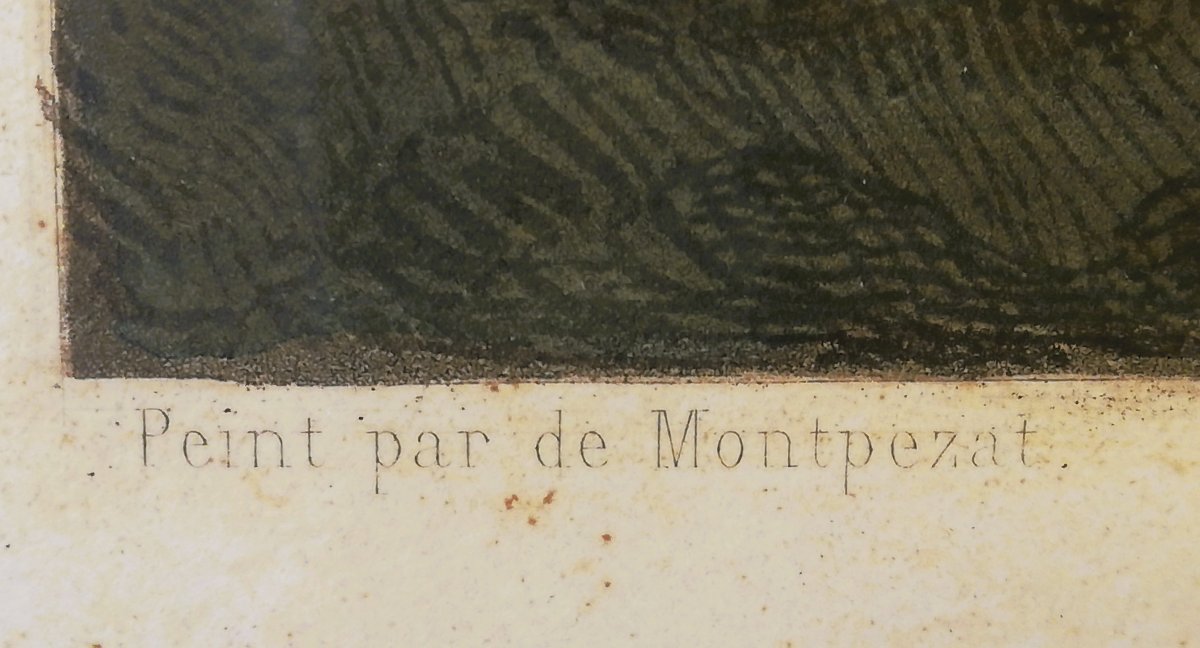 Peint par de Montpezat.